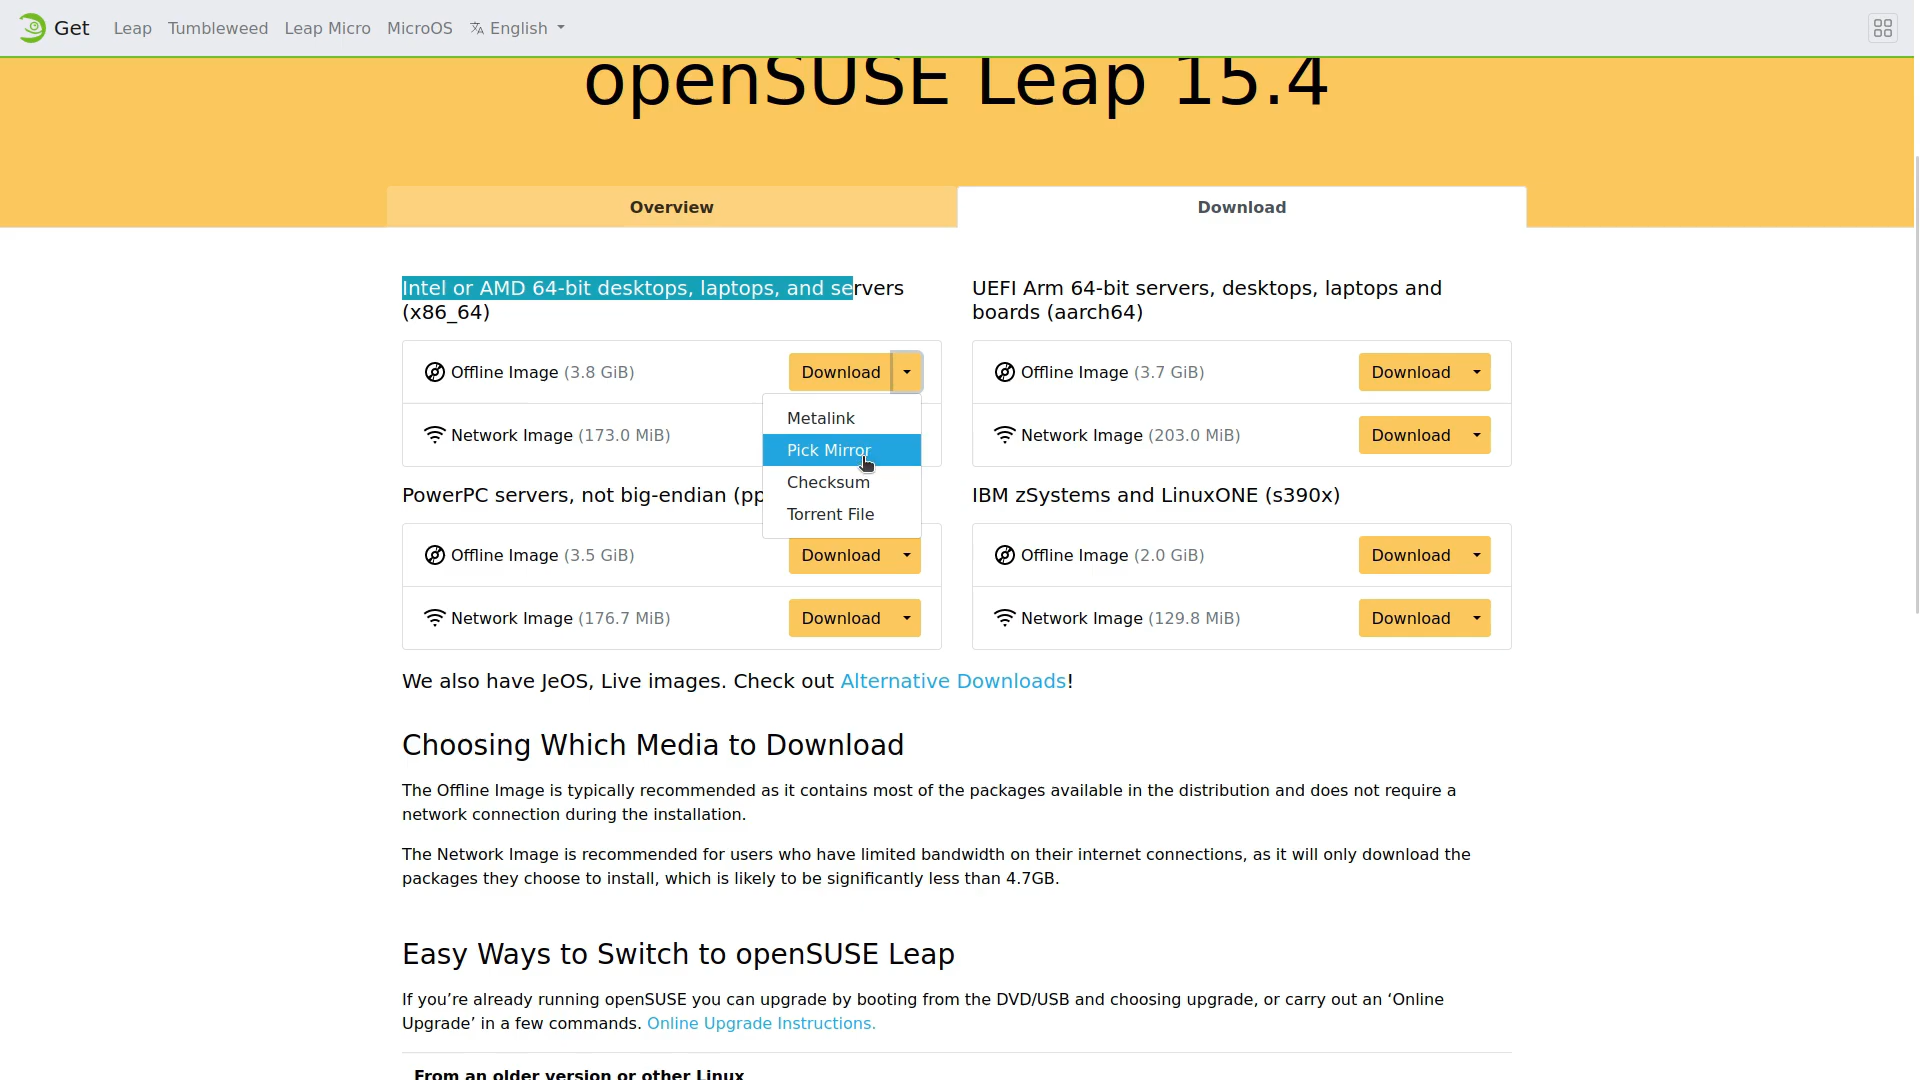 Get Leap Tumbleweed Leap Micro MicroOS English
openSUSE Leap 15.4
Overview Download
Intel or AMD 64-bit desktops, laptops, and servers
(x86_64)
Offline Image (3.8 GiB) Download
Metalink
Network Image (173.0 MiB)
Pick Mirror
Checksum
Torrent File
UEFI Arm 64-bit servers, desktops, laptops and
boards (aarch64)
Offline Image (3.7 GiB) Download
Network Image (203.0 MiB) Download
PowerPC servers, not big-endian (pp
Offline Image (3.5 GiB) Download
Network Image (176.7 MiB) Download
IBM zSystems and LinuxONE (s390x)
Offline Image (2.0 GiB) Download
Network Image (129.8 MiB) Download
We also have JeOS, Live images. Check out Alternative Downloads!
Choosing Which Media to Download
The Offline Image is typically recommended as it contains most of the packages available in the distribution and does not require a
network connection during the installation.
The Network Image is recommended for users who have limited bandwidth on their internet connections, as it will only download the
packages they choose to install, which is likely to be significantly less than 4.7GB.
Easy Ways to Switch to openSUSE Leap
If you’re already running openSUSE you can upgrade by booting from the DVD/USB and choosing upgrade, or carry out an ‘Online
Upgrade’ in a few commands. Online Upgrade Instructions.
From an older version or other Linux